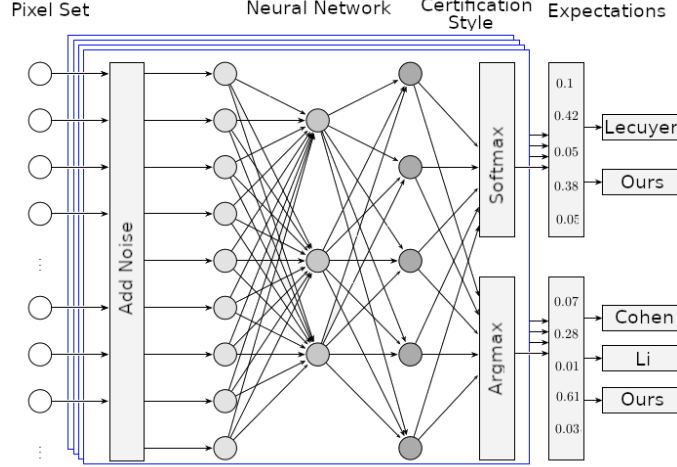 Pixel Set
Neural Network
Certification
Style
Expectations
Add Noise
Softmax
Argmax
0.1
0.42
0.05
0.38
0.05
Lecuyer
Ours
0.07
0.28
0.01
0.61
0.03
Cohen
Li
Ours
...
...